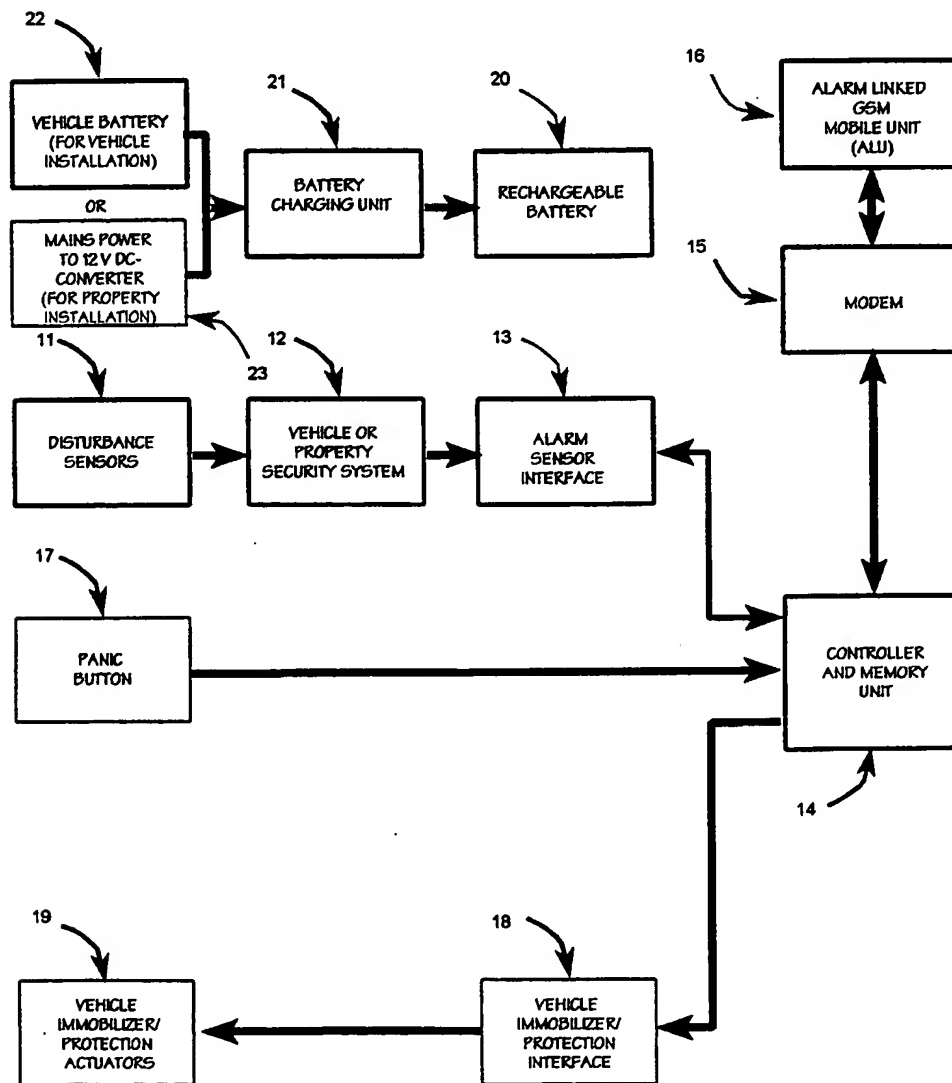 22
VEHICLE BATTERY
(FOR VEHICLE
INSTALLATION)
OR
MAINS POWER
TO 12 V DC-
CONVERTER
(FOR PROPERTY
INSTALLATION)
23
21
BATTERY
CHARGING UNIT
20
RECHARGEABLE
BATTERY
16
ALARM LINKED
GSM
MOBILE UNIT
(ALU)
15
MODEM
11
DISTURBANCE
SENSORS
12
VEHICLE OR
PROPERTY
SECURITY SYSTEM
13
ALARM
SENSOR
INTERFACE
17
PANIC
BUTTON
CONTROLLER
AND MEMORY
UNIT
14
19
VEHICLE
IMMOBILIZER/
PROTECTION
ACTUATORS
18
VEHICLE
IMMOBILIZER/
PROTECTION
INTERFACE